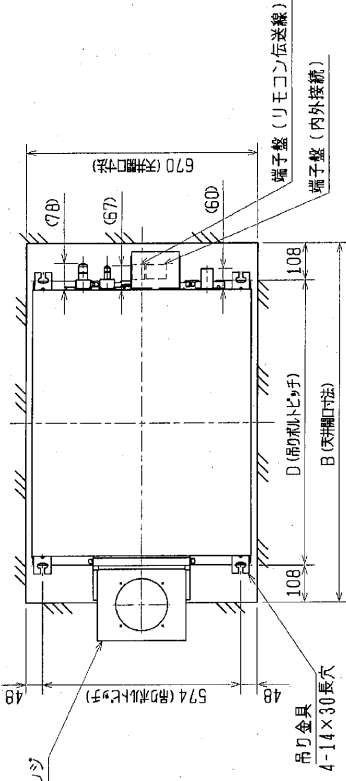 670 (天井開口寸法)
(78)
(67)
(60)
端子盤 (リモコン伝送線)
端子盤 (内外接続)
108
D (吊りボルトピッチ)
B (天井開口寸法)
108
48
574 (吊りボルトピッチ)
48
ンジ
吊り金具
4-14×30長穴